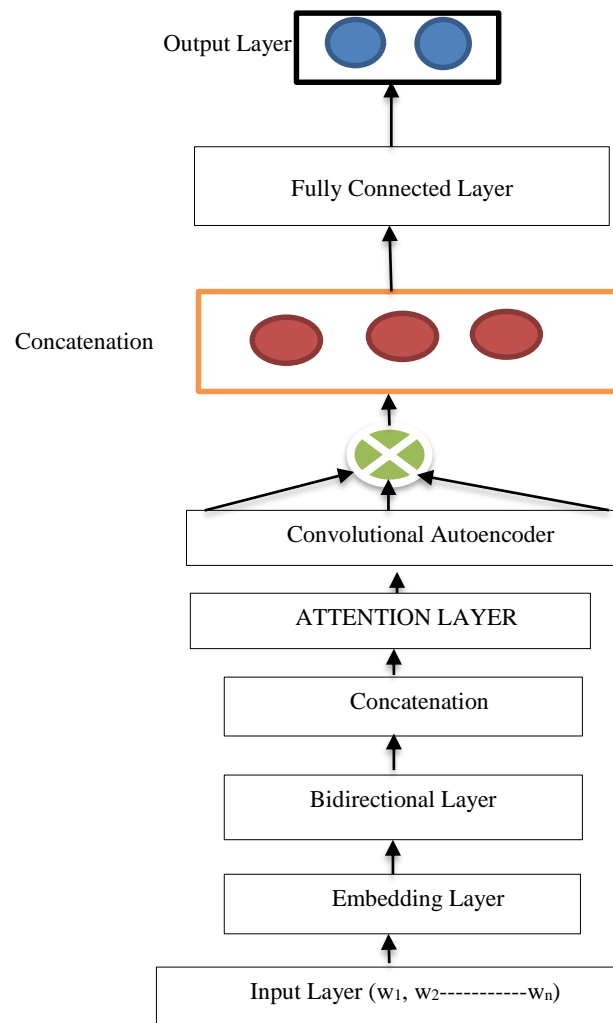 Output Layer
Fully Connected Layer
Concatenation
Convolutional Autoencoder
ATTENTION LAYER
Concatenation
Bidirectional Layer
Embedding Layer
Input Layer (w₁, w₂-----------wₙ)